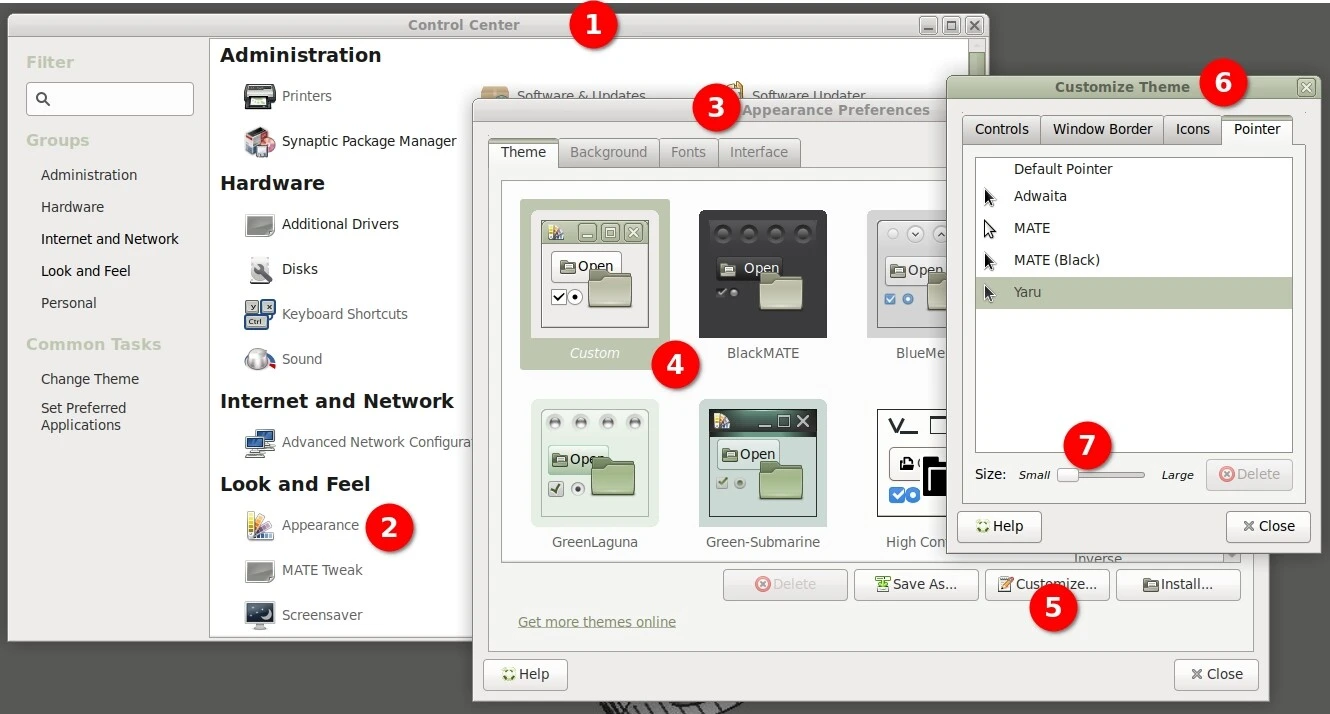 Control Center
1
Filter
Groups
Administration
Hardware
Internet and Network
Look and Feel
Personal
Common Tasks
Change Theme
Set Preferred
Applications
Administration
Printers
Software & Updates
Software Updater
Synaptic Package Manager
Hardware
Additional Drivers
Disks
Keyboard Shortcuts
Sound
Internet and Network
Advanced Network Configura
Look and Feel
Appearance
2
MATE Tweak
Screensaver
3
Appearance Preferences
Theme
Background
Fonts
Interface
Open
Custom
4
Open
BlackMATE
Open
BlueMe
Open
GreenLaguna
Open
Green-Submarine
High Con
Inverse
Delete
Save As...
Customize...
Install...
5
Get more themes online
Help
Close
Customize Theme
6
Controls
Window Border
Icons
Pointer
Default Pointer
Adwaita
MATE
MATE (Black)
Yaru
7
Size:
Small
Large
Delete
Help
Close